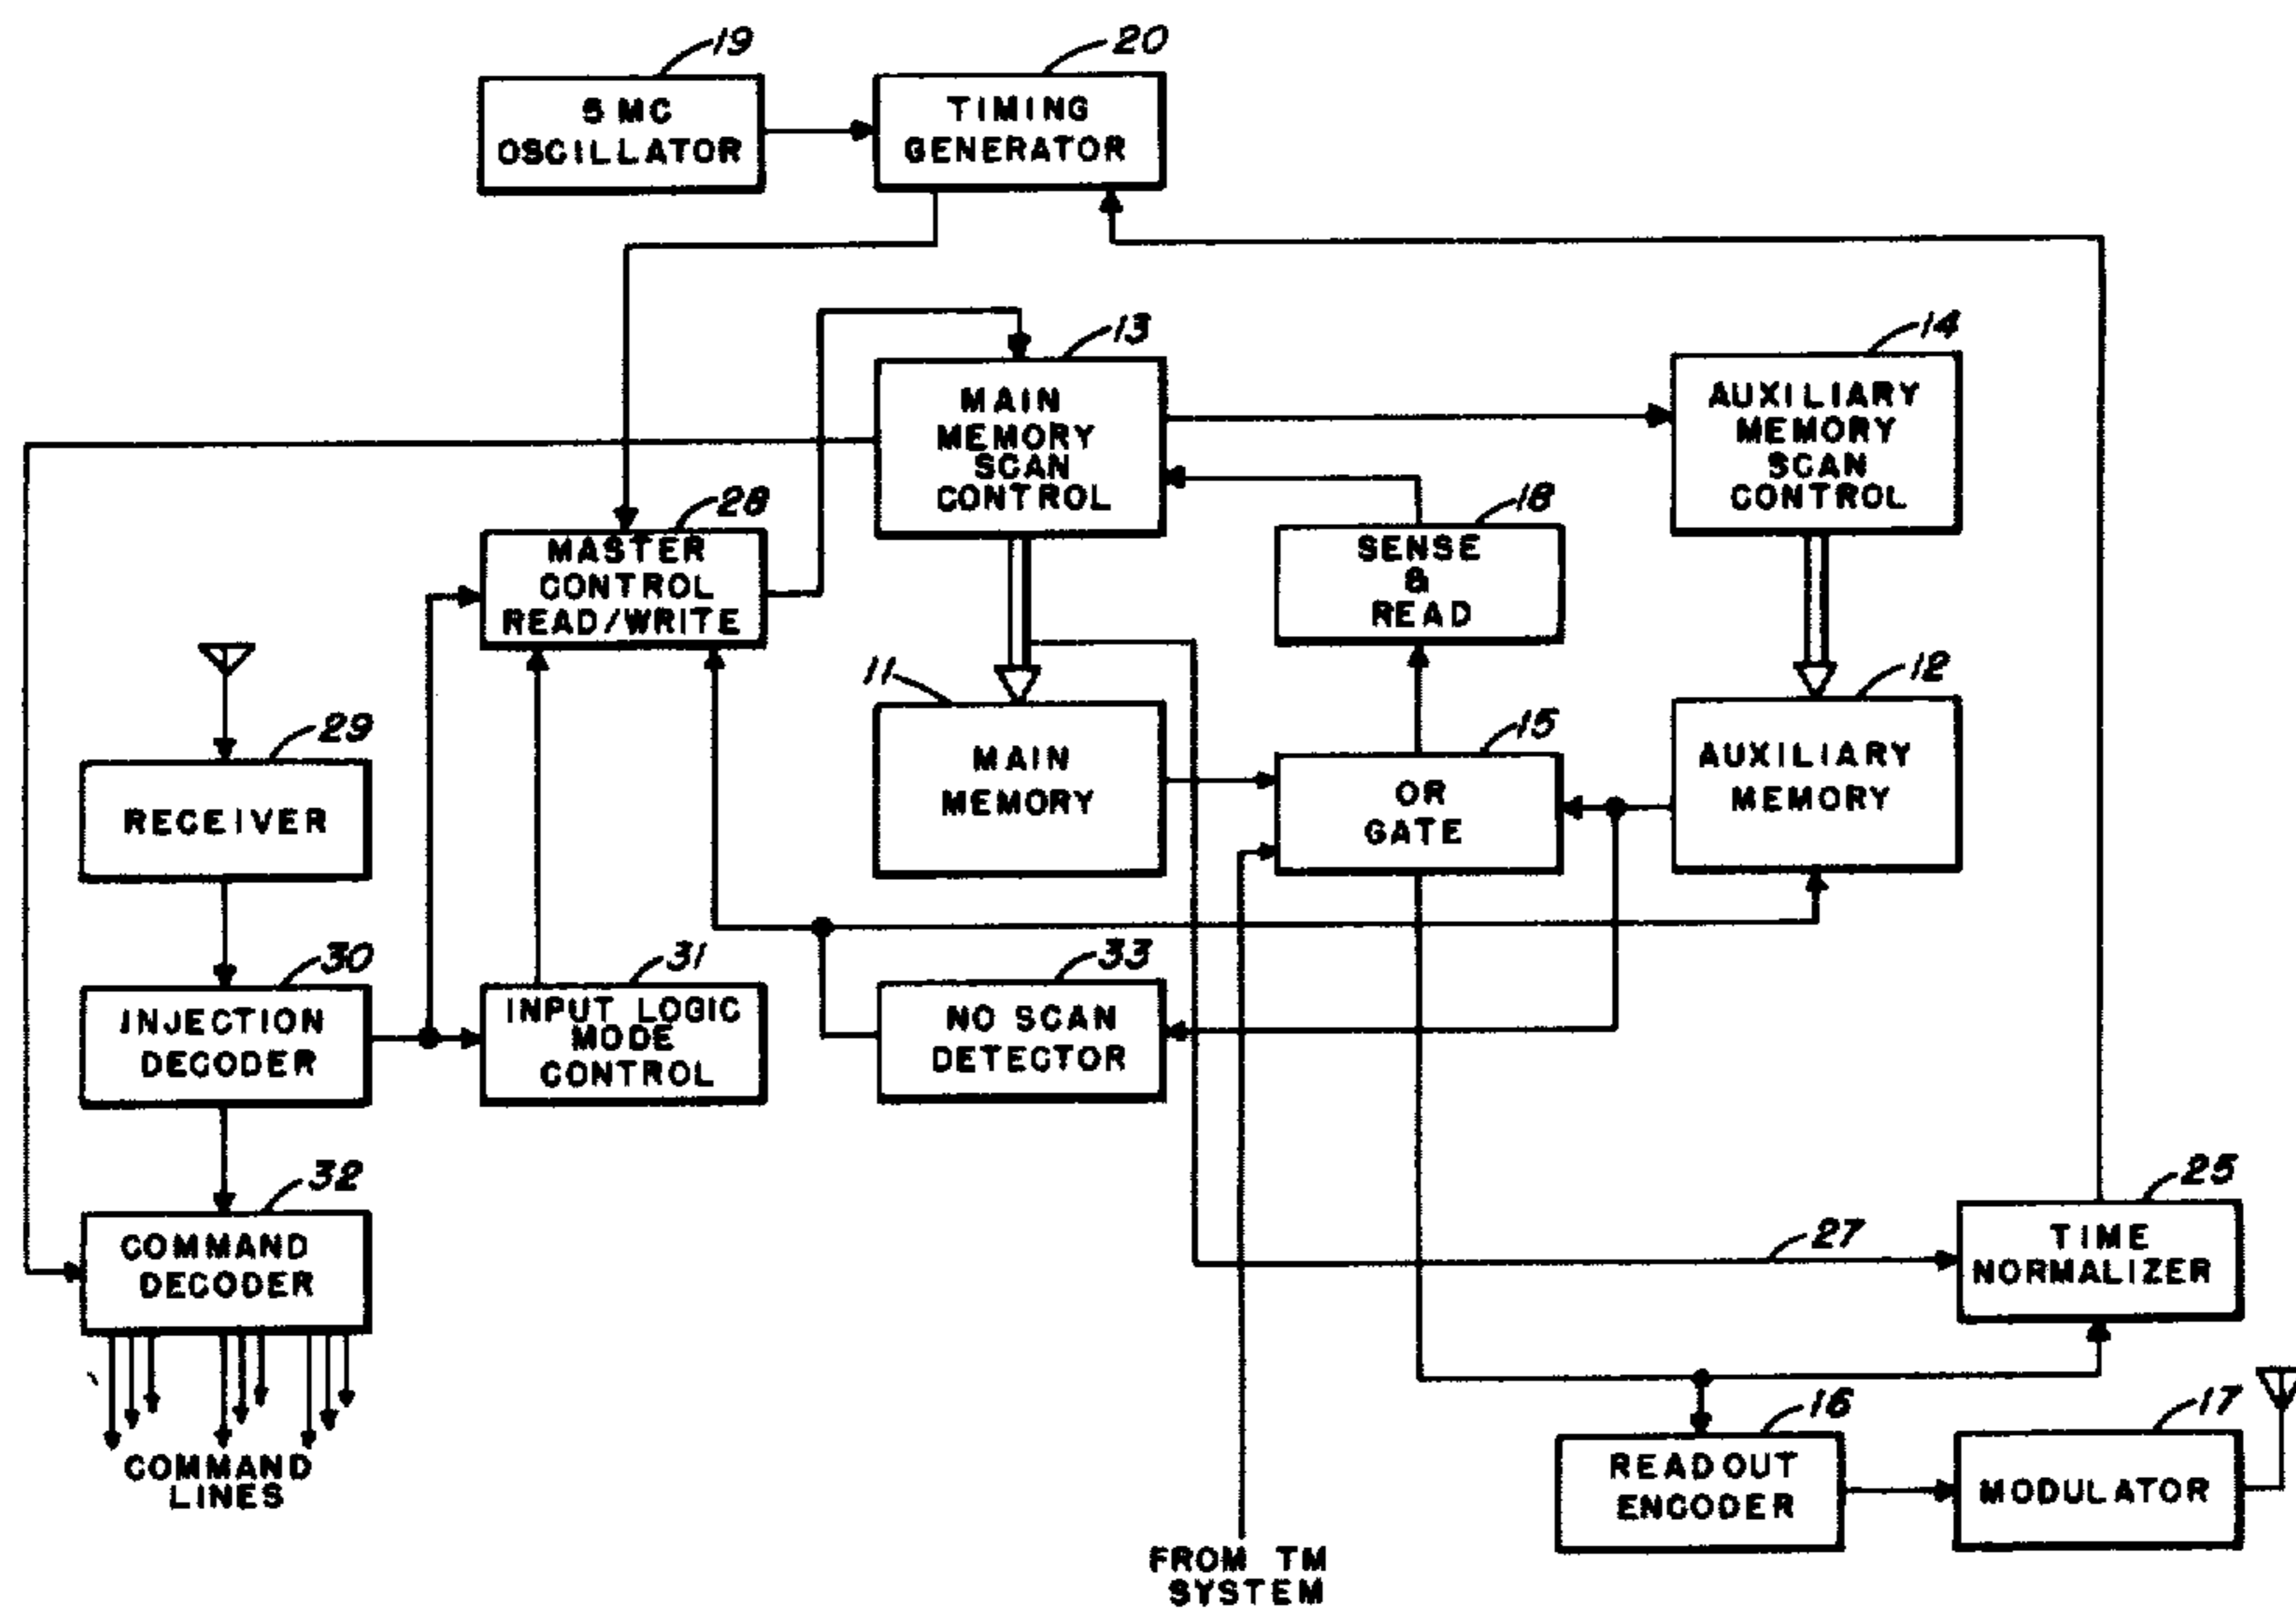 19
20
5 MC
OSCILLATOR
TIMING
GENERATOR
13
14
MAIN
MEMORY
SCAN
CONTROL
AUXILIARY
MEMORY
SCAN
CONTROL
28
18
MASTER
CONTROL
READ/WRITE
SENSE
&
READ
11
12
29
15
RECEIVER
MAIN
MEMORY
OR
GATE
AUXILIARY
MEMORY
30
31
33
INJECTION
DECODER
INPUT LOGIC
MODE
CONTROL
NO SCAN
DETECTOR
32
25
27
COMMAND
DECODER
TIME
NORMALIZER
16
17
COMMAND
LINES
READOUT
ENCODER
MODULATOR
FROM TM
SYSTEM